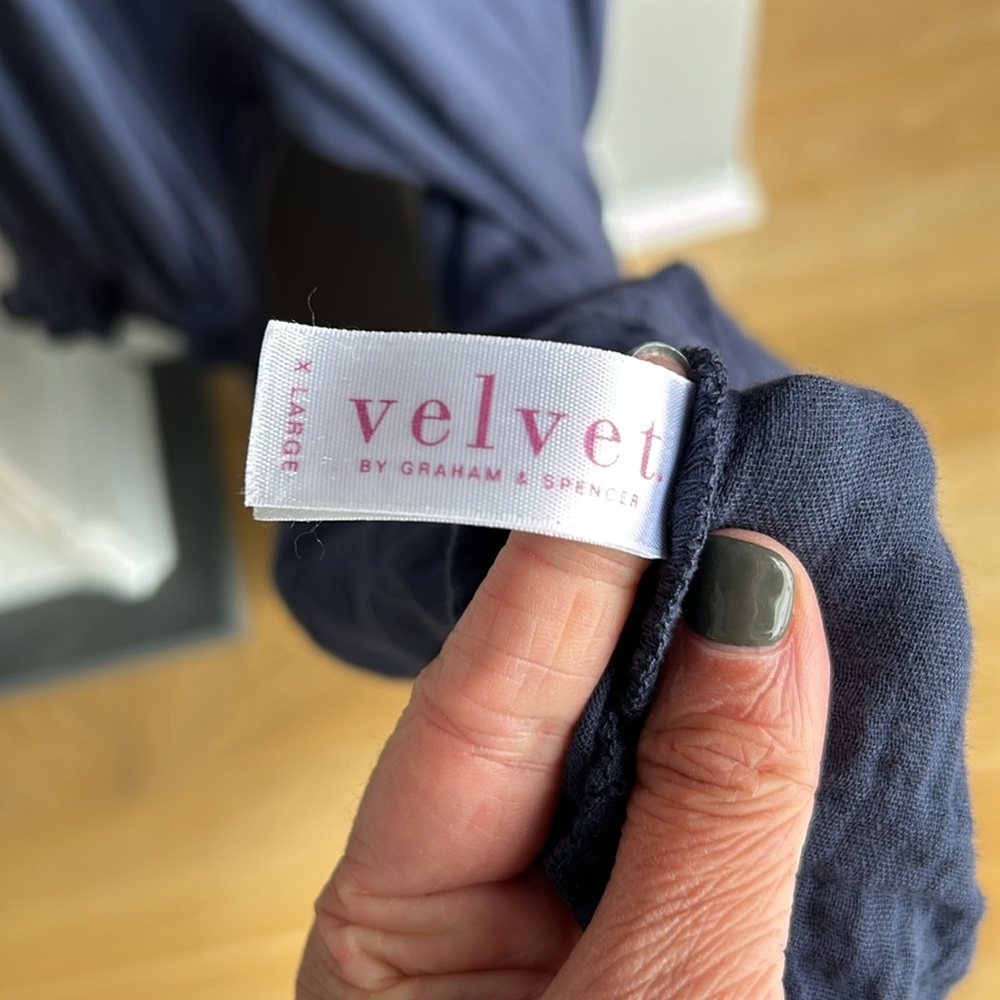 X LARGE
velvet.
BY GRAHAM & SPENCER